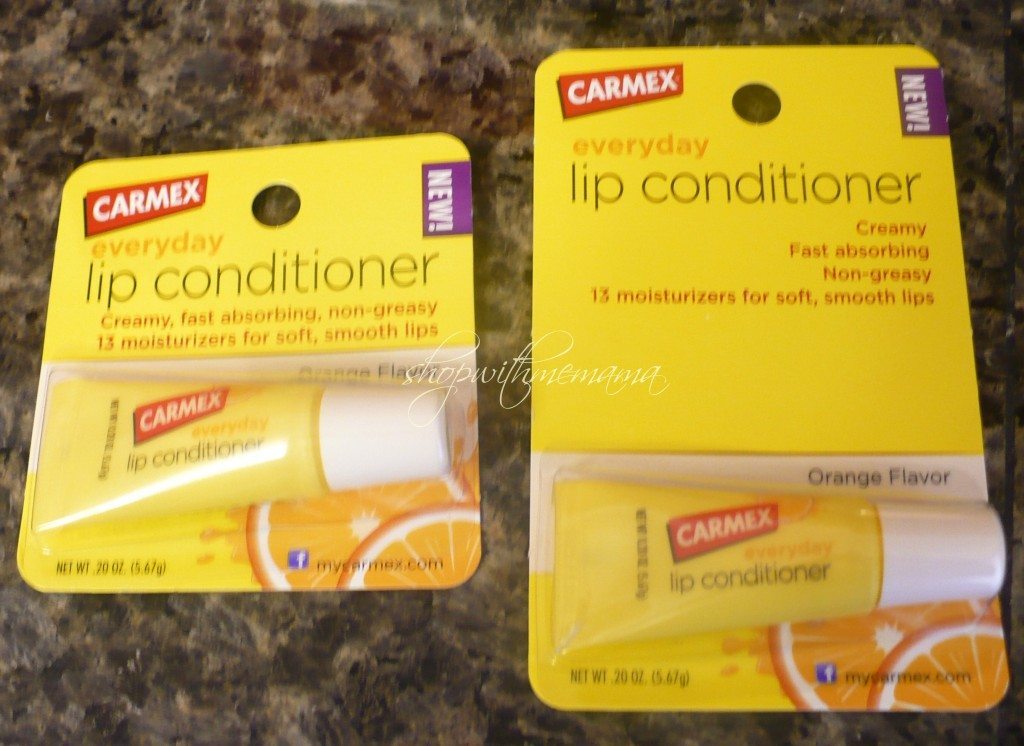 CARMEX
NEW!
everyday
lip conditioner
Creamy, fast absorbing, non-greasy
13 moisturizers for soft, smooth lips
Orange Flavor
CARMEX
everyday
lip conditioner
NET WT .20 OZ. (5.67g)
f mycarmex.com
shopwithmemama
CARMEX
NEW!
everyday
lip conditioner
Creamy
Fast absorbing
Non-greasy
13 moisturizers for soft, smooth lips
Orange Flavor
CARMEX
everyday
lip conditioner
NET WT .20 OZ. (5.67g)
f mycarmex.com